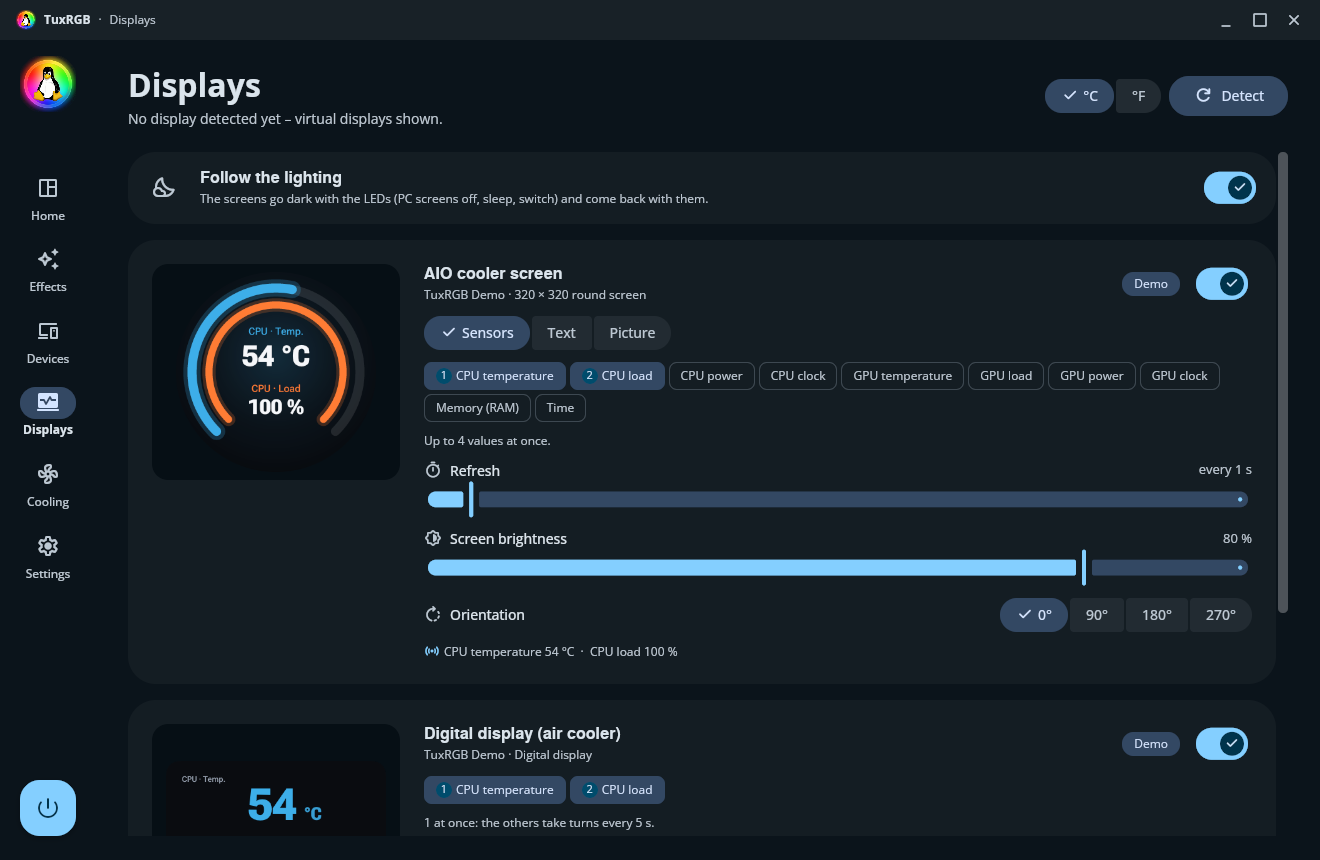 TuxRGB · Displays
Displays
No display detected yet – virtual displays shown.
°C
°F
Detect
Home
Effects
Devices
Displays
Cooling
Settings
Follow the lighting
The screens go dark with the LEDs (PC screens off, sleep, switch) and come back with them.
CPU · Temp.
54 °C
CPU · Load
100 %
AIO cooler screen
TuxRGB Demo · 320 × 320 round screen
Demo
Sensors
Text
Picture
1 CPU temperature
2 CPU load
CPU power
CPU clock
GPU temperature
GPU load
GPU power
GPU clock
Memory (RAM)
Time
Up to 4 values at once.
Refresh
every 1 s
Screen brightness
80 %
Orientation
0°
90°
180°
270°
CPU temperature 54 °C · CPU load 100 %
CPU · Temp.
54 °C
Digital display (air cooler)
TuxRGB Demo · Digital display
Demo
1 CPU temperature
2 CPU load
1 at once: the others take turns every 5 s.